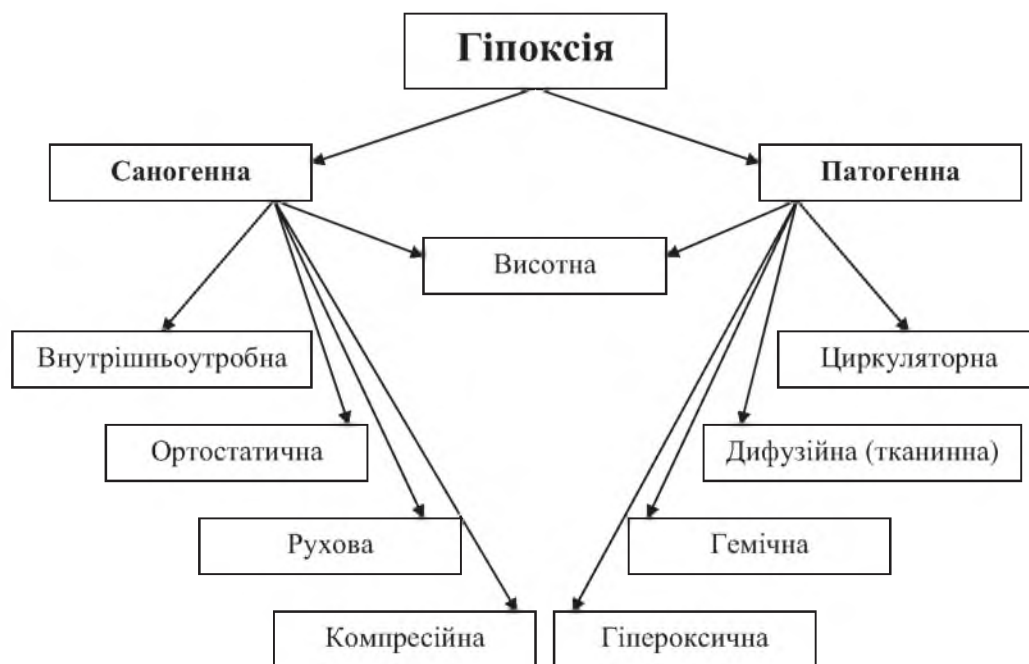 Гіпоксія
Саногенна
Патогенна
Висотна
Внутрішньоутробна
Циркуляторна
Ортостатична
Дифузійна (тканинна)
Рухова
Гемічна
Компресійна
Гіпероксична